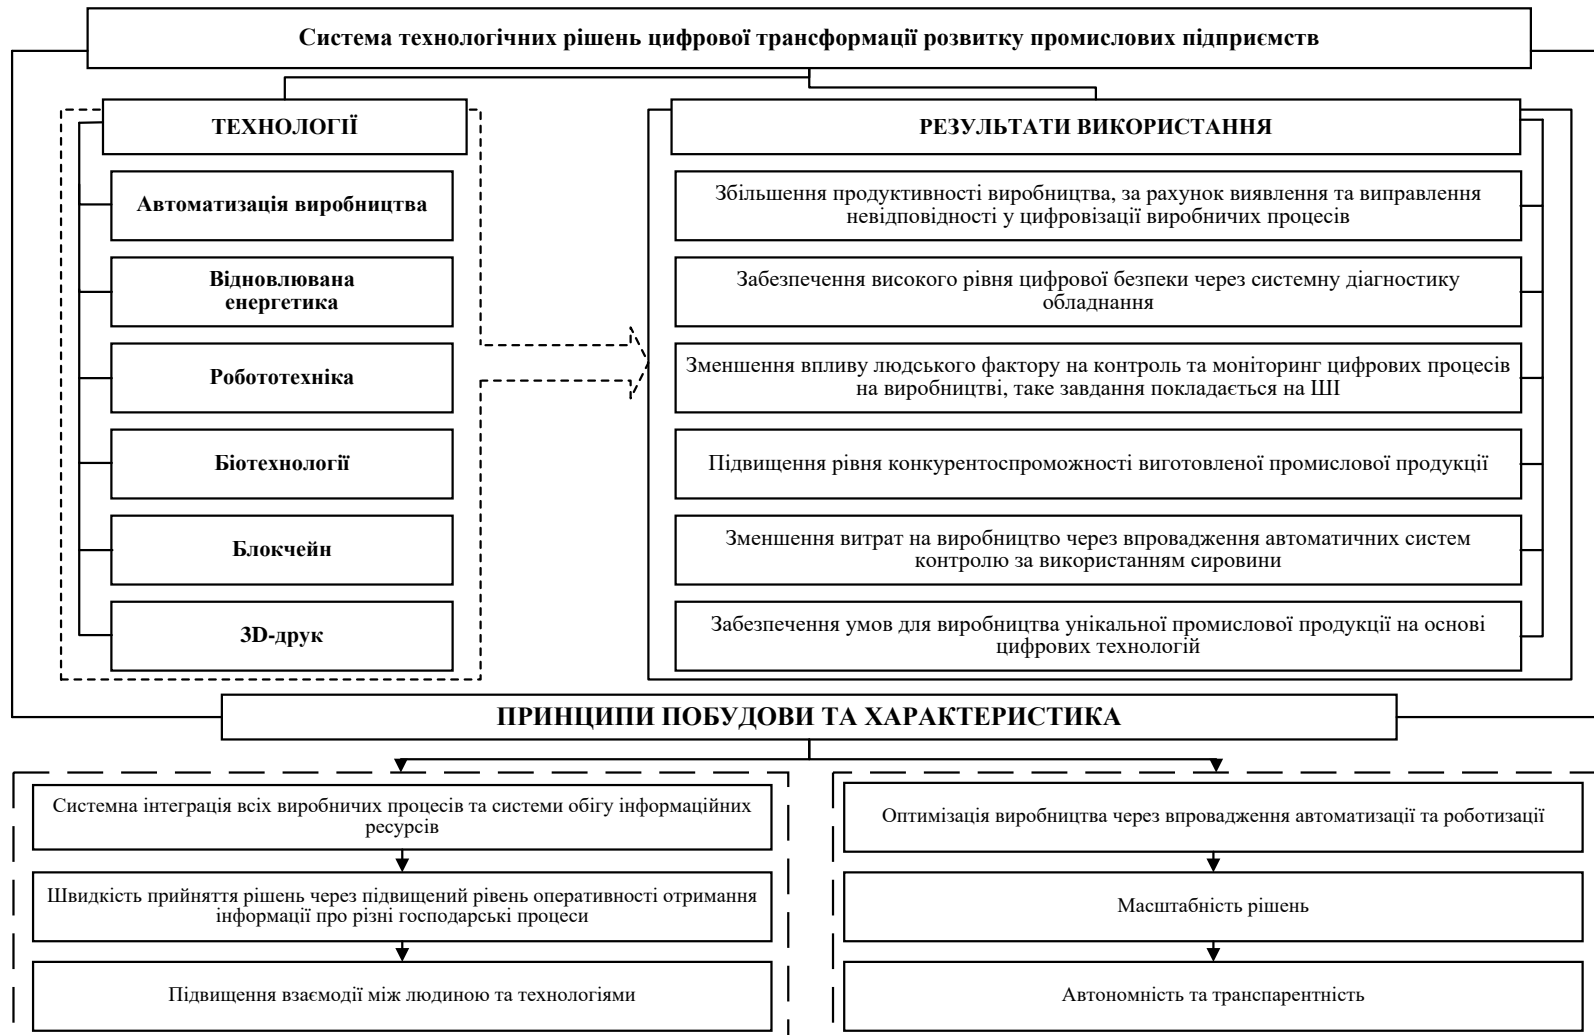 Система технологічних рішень цифрової трансформації розвитку промислових підприємств
ТЕХНОЛОГІЇ
Автоматизація виробництва
Відновлювана
енергетика
Робототехніка
Біотехнології
Блокчейн
3D-друк
РЕЗУЛЬТАТИ ВИКОРИСТАННЯ
Збільшення продуктивності виробництва, за рахунок виявлення та виправлення
невідповідності у цифровізації виробничих процесів
Забезпечення високого рівня цифрової безпеки через системну діагностику
обладнання
Зменшення впливу людського фактору на контроль та моніторинг цифрових процесів
на виробництві, таке завдання покладається на ШІ
Підвищення рівня конкурентоспроможності виготовленої промислової продукції
Зменшення витрат на виробництво через впровадження автоматичних систем
контролю за використанням сировини
Забезпечення умов для виробництва унікальної промислової продукції на основі
цифрових технологій
ПРИНЦИПИ ПОБУДОВИ ТА ХАРАКТЕРИСТИКА
Системна інтеграція всіх виробничих процесів та системи обігу інформаційних
ресурсів
Швидкість прийняття рішень через підвищений рівень оперативності отримання
інформації про різні господарські процеси
Підвищення взаємодії між людиною та технологіями
Оптимізація виробництва через впровадження автоматизації та роботизації
Масштабність рішень
Автономність та транспарентність